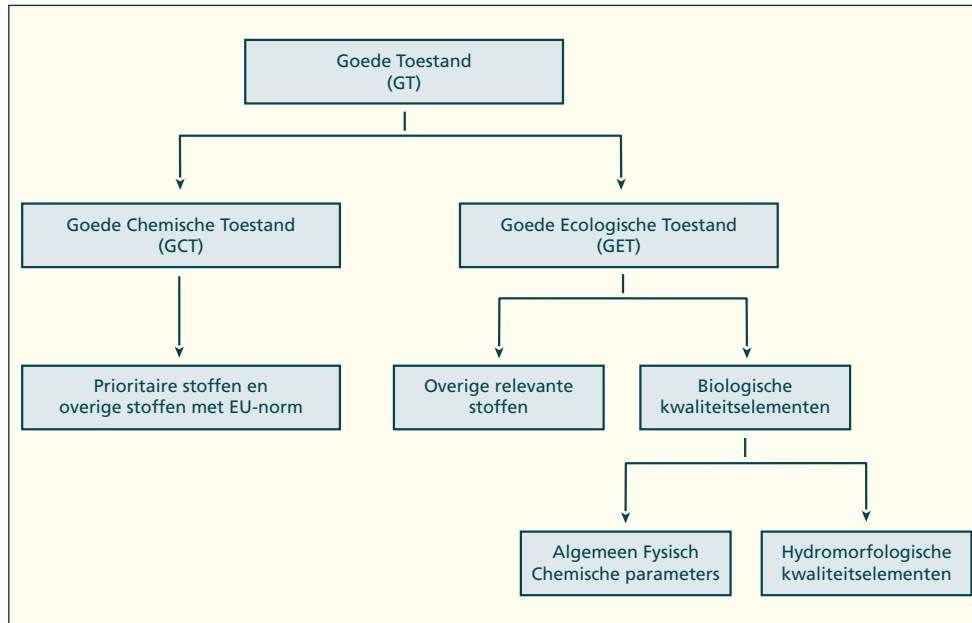 Goede Toestand
(GT)
Goede Chemische Toestand
(GCT)
Goede Ecologische Toestand
(GET)
Prioritaire stoffen en
overige stoffen met EU-norm
Overige relevante
stoffen
Biologische
kwaliteitselementen
Algemeen Fysisch
Chemische parameters
Hydromorfologische
kwaliteitselementen